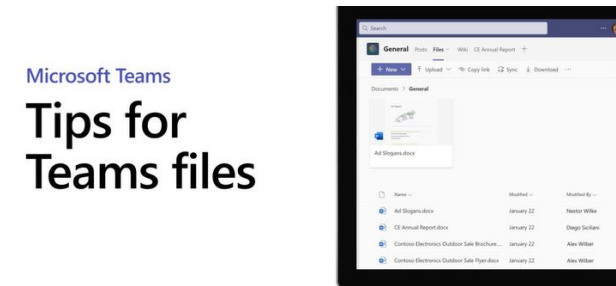 Microsoft Teams
Tips for
Teams files
Search
General Posts Files Wiki CE Annual Report +
+ New Upload Copy link Sync Download ...
Documents > General
Ad Slogans.docx
Name Modified Modified By
Ad Slogans.docx January 22 Nestor Wilke
CE Annual Report.docx January 22 Diego Siciliani
Contoso Electronics Outdoor Sale Brochure... January 22 Alex Wilber
Contoso Electronics Outdoor Sale Flyer.docx January 22 Alex Wilber